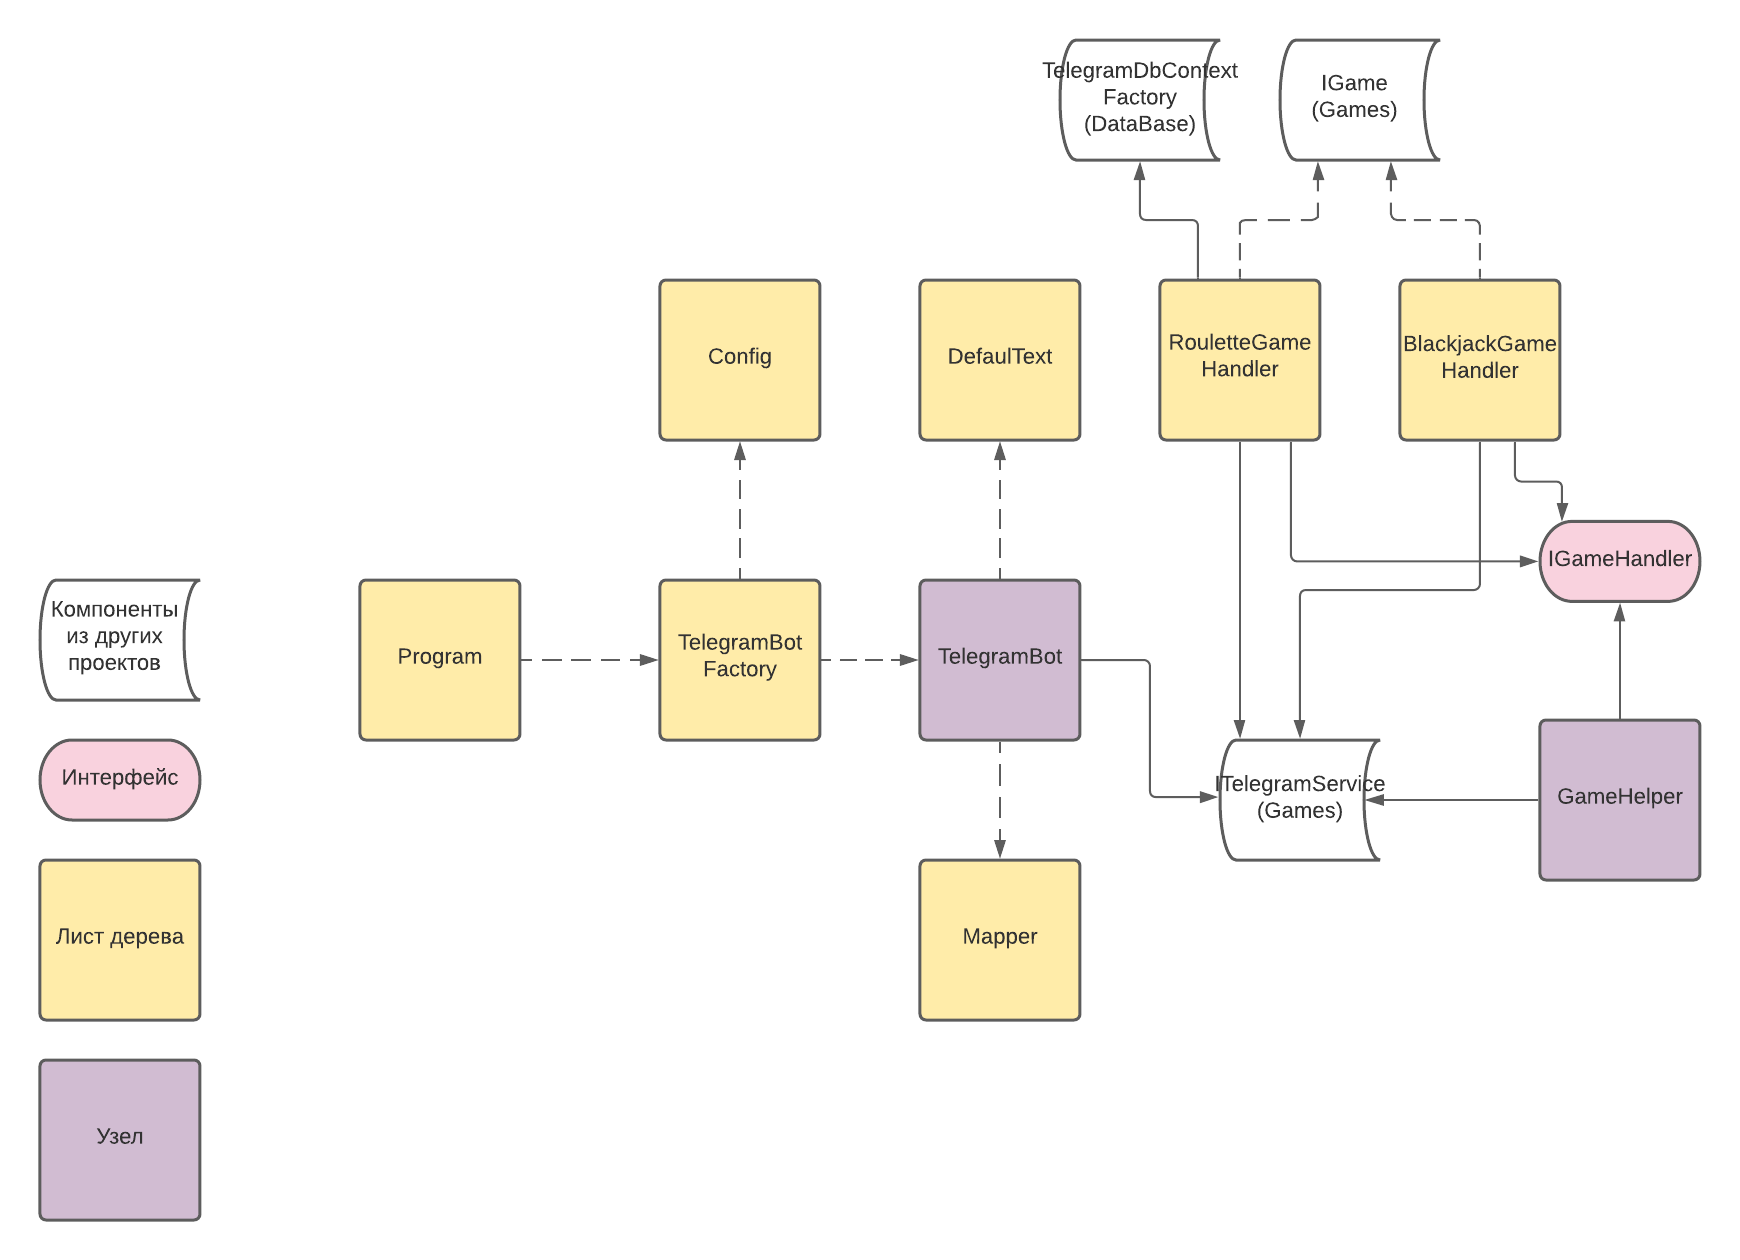 TelegramDbContext
Factory
(DataBase)
IGame
(Games)
Config
DefaulText
RouletteGame
Handler
BlackjackGame
Handler
IGameHandler
Компоненты
из других
проектов
Program
TelegramBot
Factory
TelegramBot
Интерфейс
ITelegramService
(Games)
GameHelper
Лист дерева
Mapper
Узел